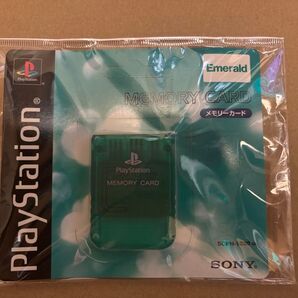 PlayStation®
Emerald
MEMORY CARD
メモリーカード
PlayStation
MEMORY CARD
SONY®